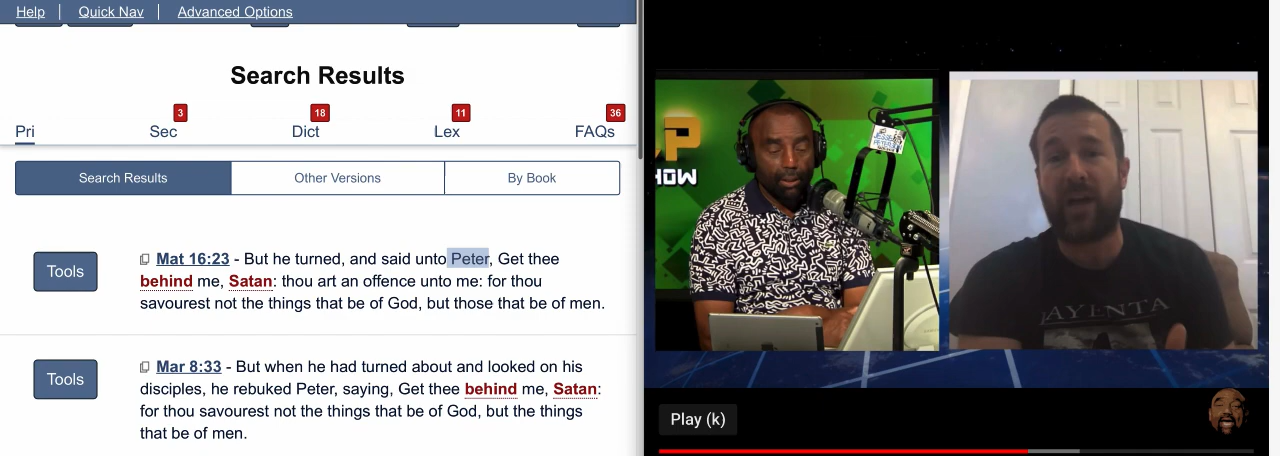 Help | Quick Nav | Advanced Options
Search Results
3 18 11 36
Pri Sec Dict Lex FAQs
Search Results Other Versions By Book
Tools
Mat 16:23 - But he turned, and said unto Peter, Get thee
behind me, Satan: thou art an offence unto me: for thou
savourest not the things that be of God, but those that be of men.
Tools
Mar 8:33 - But when he had turned about and looked on his
disciples, he rebuked Peter, saying, Get thee behind me, Satan:
for thou savourest not the things that be of God, but the things
that be of men.
P
HOW
JESSE
PETERSON
JAYENTA
Play (k)